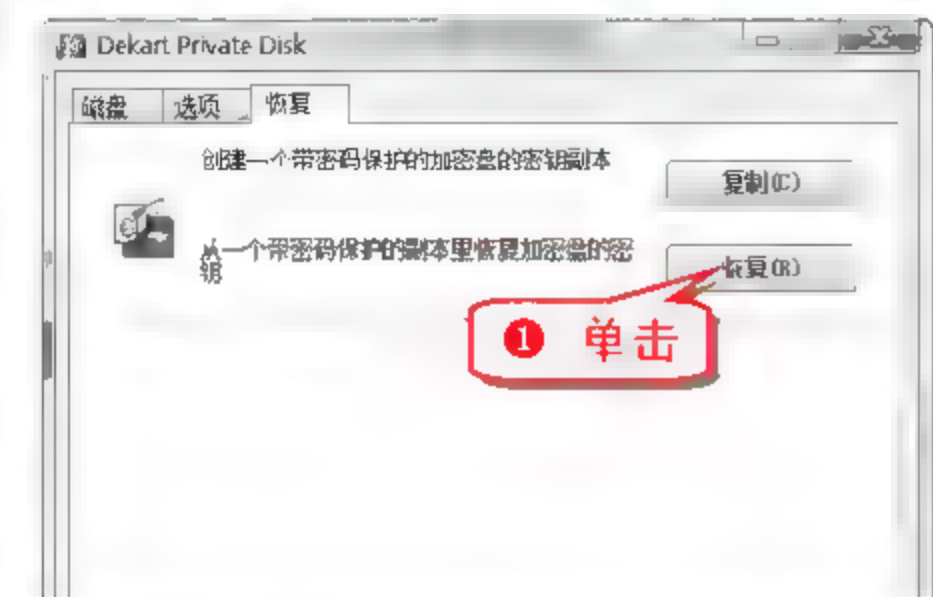 Dekart Private Disk
磁盘 选项 恢复
创建一个带密码保护的加密盘的密钥副本
复制(C)
从一个带密码保护的副本里恢复加密盘的密
钥
恢复(R)
❶ 单击